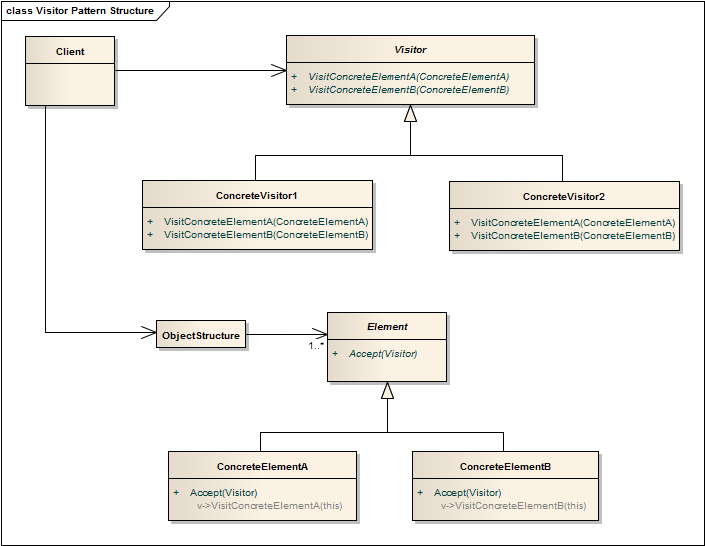 class Visitor Pattern Structure
Client
Visitor
+ VisitConcreteElementA(ConcreteElementA)
+ VisitConcreteElementB(ConcreteElementB)
ConcreteVisitor1
+ VisitConcreteElementA(ConcreteElementA)
+ VisitConcreteElementB(ConcreteElementB)
ConcreteVisitor2
+ VisitConcreteElementA(ConcreteElementA)
+ VisitConcreteElementB(ConcreteElementB)
ObjectStructure
1..*
Element
+ Accept(Visitor)
ConcreteElementA
+ Accept(Visitor)
v->VisitConcreteElementA(this)
ConcreteElementB
+ Accept(Visitor)
v->VisitConcreteElementB(this)